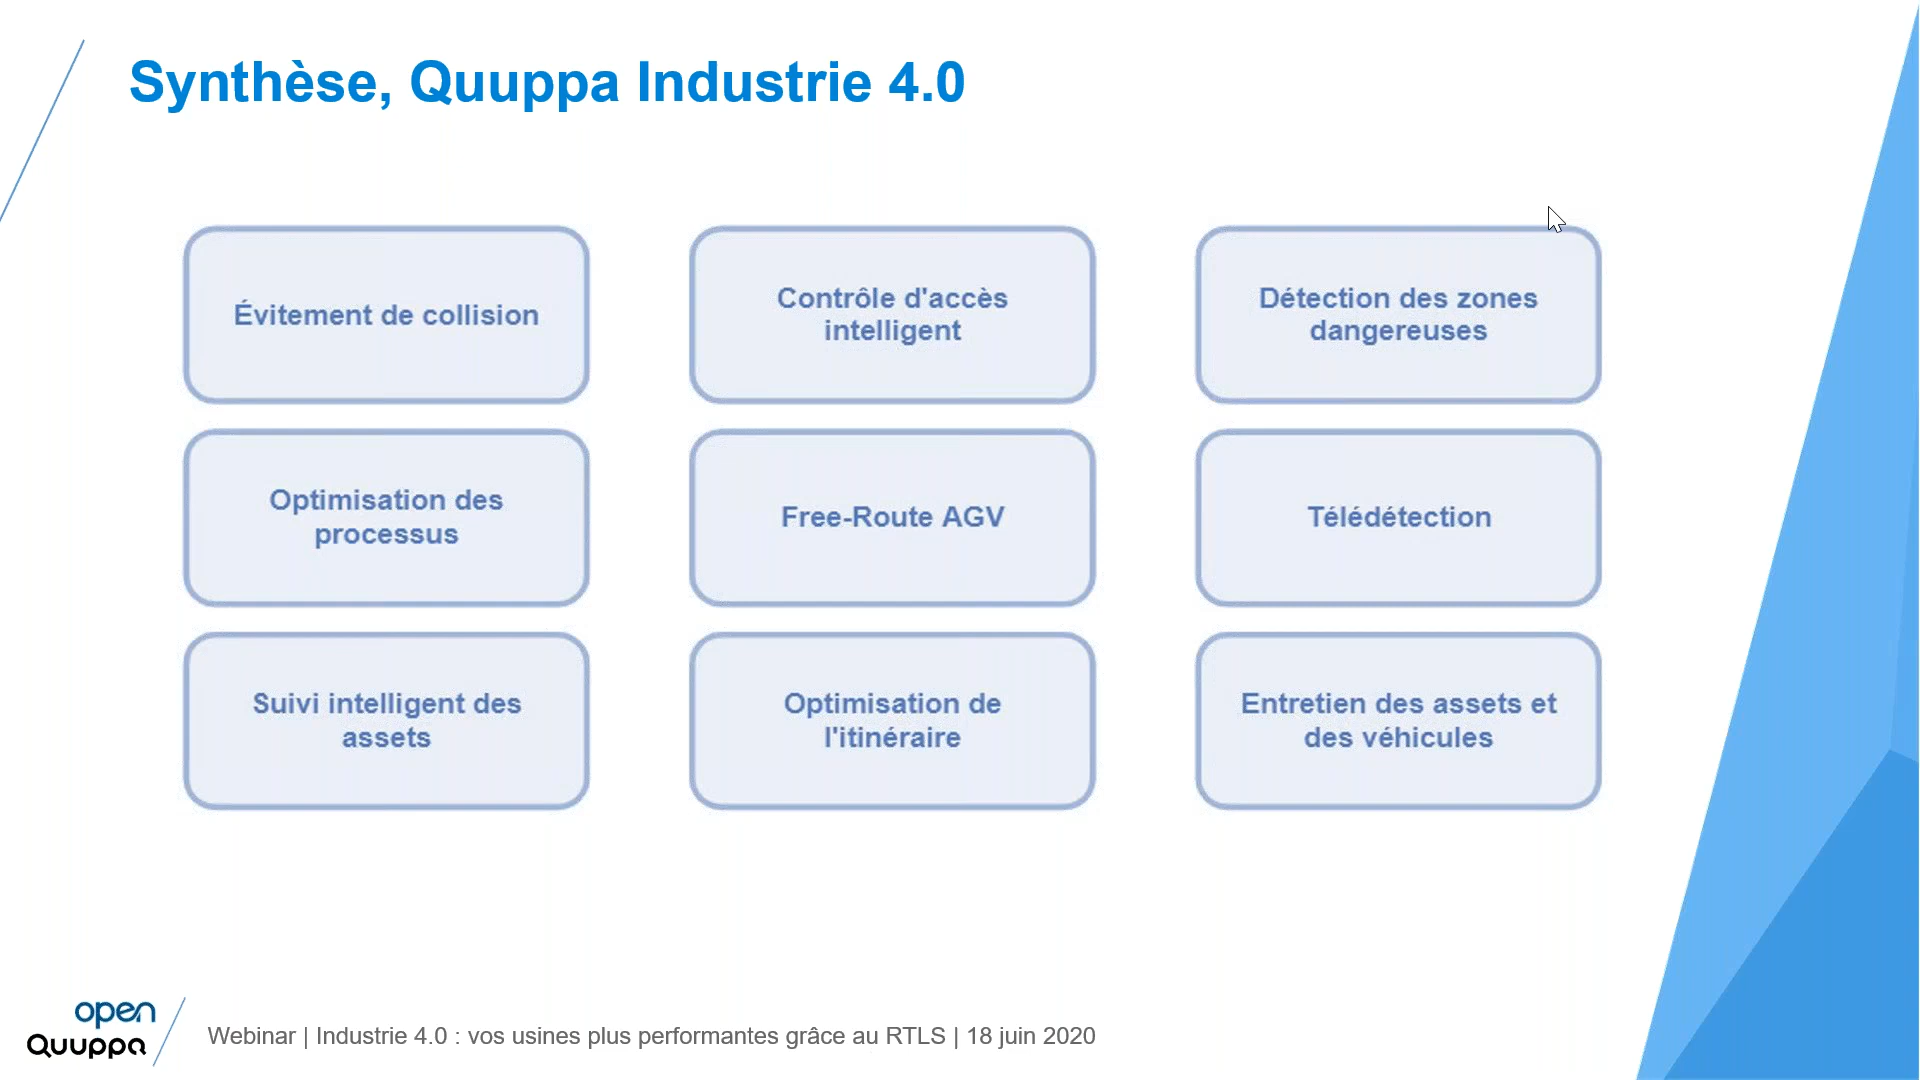 Synthèse, Quuppa Industrie 4.0
Évitement de collision
Contrôle d'accès
intelligent
Détection des zones
dangereuses
Optimisation des
processus
Free-Route AGV
Télédétection
Suivi intelligent des
assets
Optimisation de
l'itinéraire
Entretien des assets et
des véhicules
open
Quuppa
Webinar | Industrie 4.0 : vos usines plus performantes grâce au RTLS | 18 juin 2020